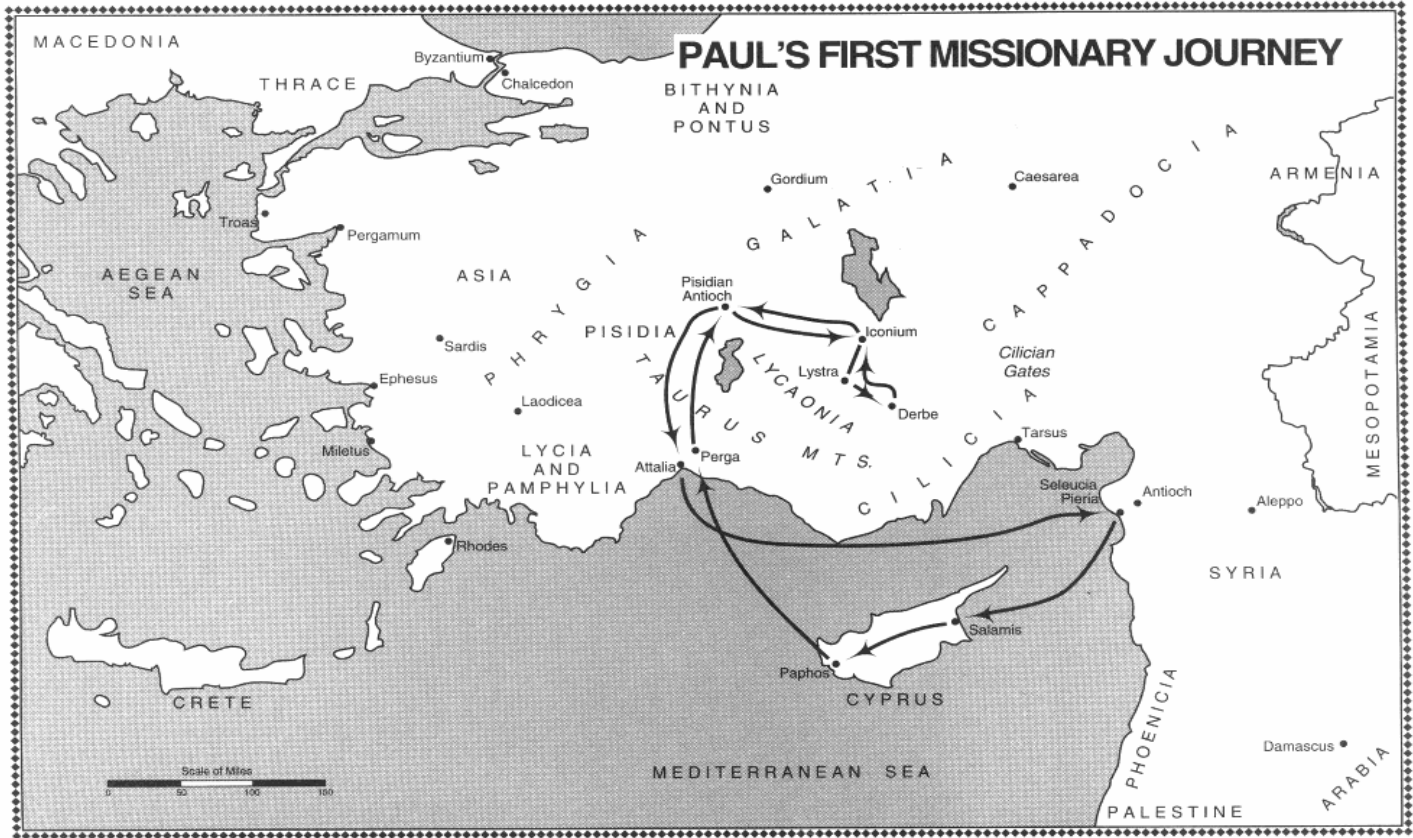 PAUL'S FIRST MISSIONARY JOURNEY
MACEDONIA
THRACE
Byzantium
Chalcedon
BITHYNIA
AND
PONTUS
ARMENIA
Gordium
GALATIA
Caesarea
CAPPADOCIA
Troas
Pergamum
AEGEAN
SEA
ASIA
PHRYGIA
Pisidian
Antioch
PISIDIA
Iconium
MESOPOTAMIA
Sardis
Cilician
Gates
Ephesus
Lystra
LYCAONIA
Derbe
TAURUS MTS.
Laodicea
Miletus
LYCIA
AND
PAMPHYLIA
Attalia
Perga
CILICIA
Tarsus
Seleucia
Pieria
Antioch
Aleppo
Rhodes
SYRIA
Salamis
Paphos
CYPRUS
CRETE
PHOENICIA
Damascus
ARABIA
MEDITERRANEAN SEA
PALESTINE
Scale of Miles
0 50 100 150